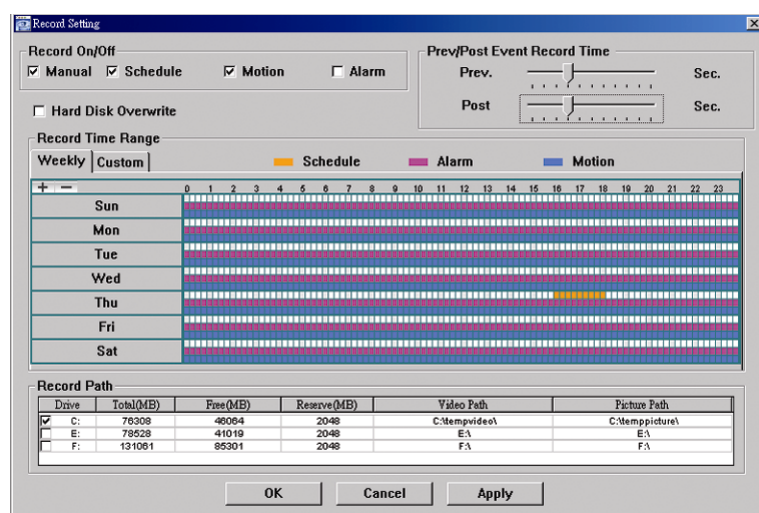 Record Setting
Record On/Off
Manual Schedule Motion Alarm
Prev/Post Event Record Time
Prev. Sec.
Post Sec.
Hard Disk Overwrite
Record Time Range
Weekly Custom Schedule Alarm Motion
+ − 0 1 2 3 4 5 6 7 8 9 10 11 12 13 14 15 16 17 18 19 20 21 22 23
Sun
Mon
Tue
Wed
Thu
Fri
Sat
Record Path
Drive Total(MB) Free(MB) Reserve(MB) Video Path Picture Path
C: 76308 46064 2048 C:\tempvideo\ C:\temppicture\
E: 78528 41019 2048 E:\ E:\
F: 131061 85301 2048 F:\ F:\
OK Cancel Apply